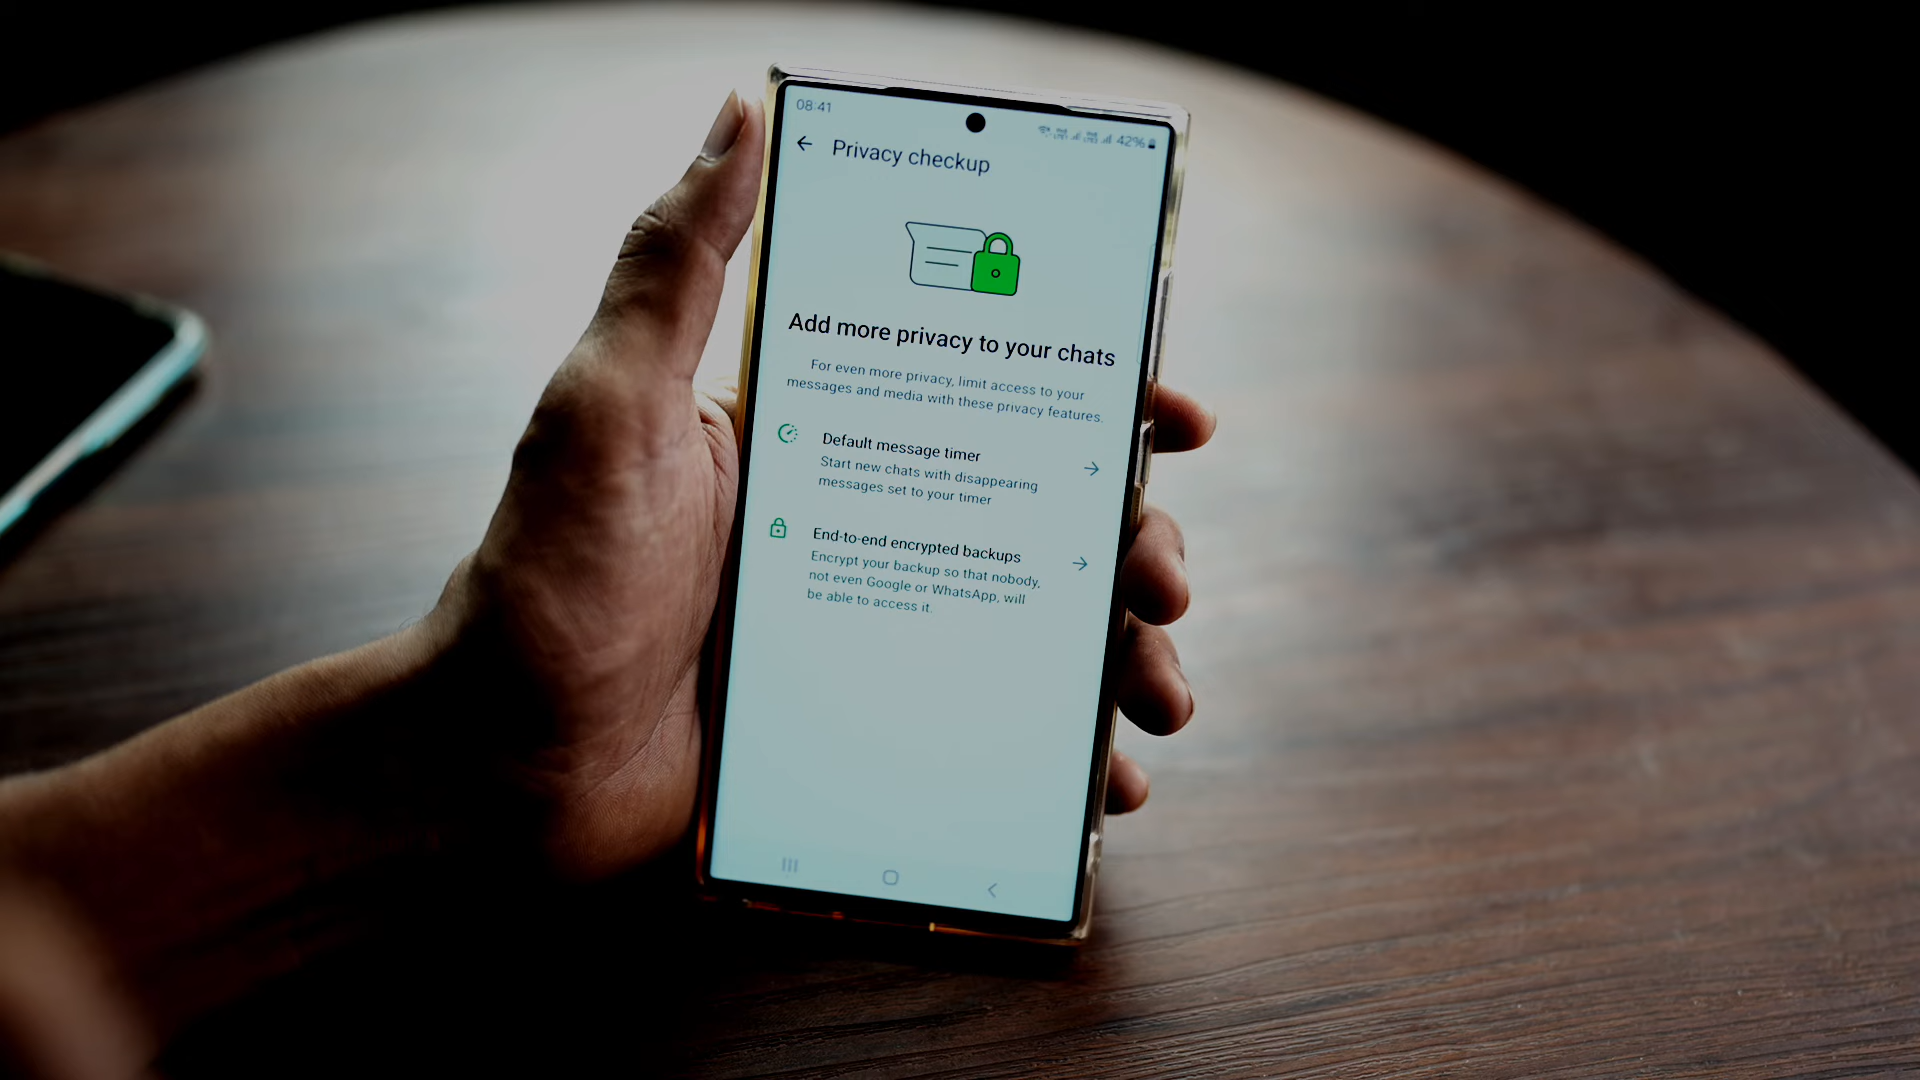 08:41
42%
Privacy checkup
Add more privacy to your chats
For even more privacy, limit access to your
messages and media with these privacy features.
Default message timer
Start new chats with disappearing
messages set to your timer
End-to-end encrypted backups
Encrypt your backup so that nobody,
not even Google or WhatsApp, will
be able to access it.